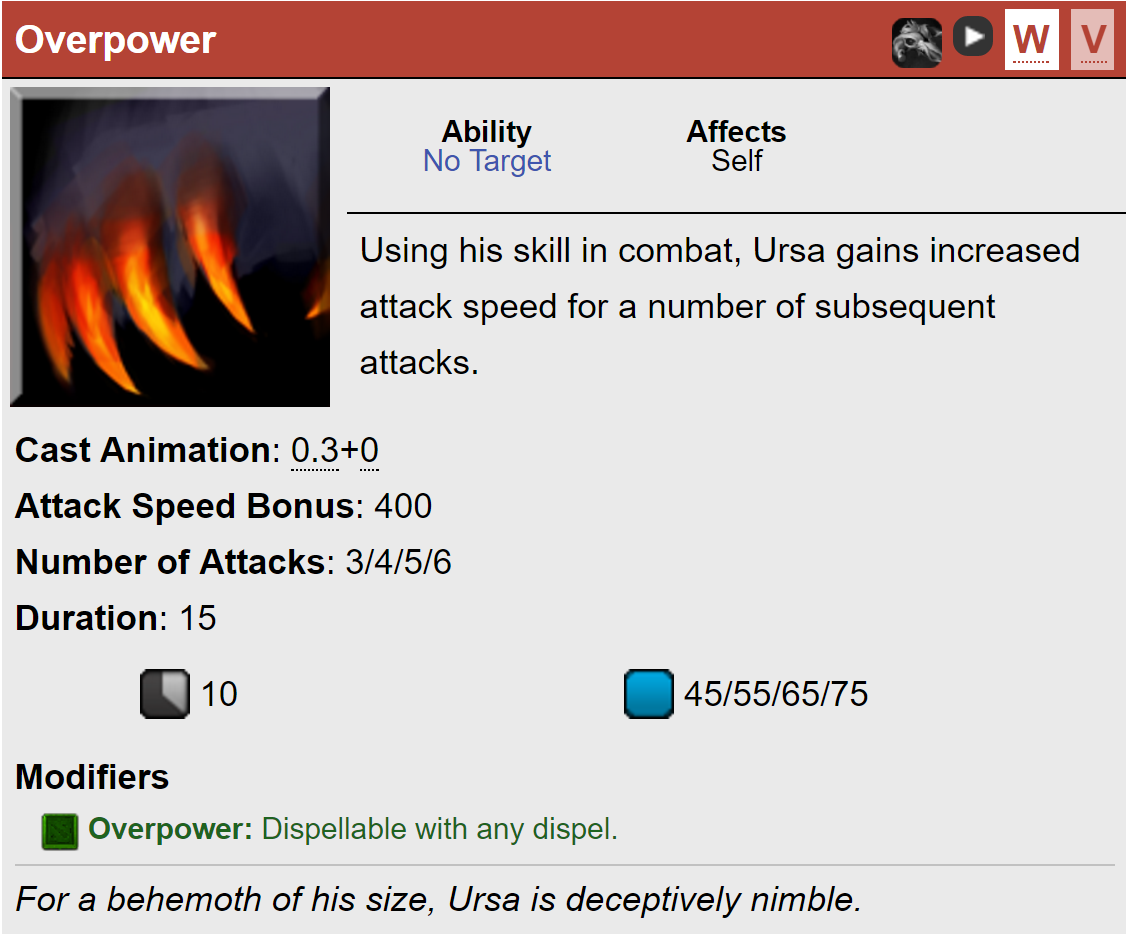 Overpower
W V
Ability Affects
No Target Self
Using his skill in combat, Ursa gains increased
attack speed for a number of subsequent
attacks.
Cast Animation: 0.3+0
Attack Speed Bonus: 400
Number of Attacks: 3/4/5/6
Duration: 15
10 45/55/65/75
Modifiers
Overpower: Dispellable with any dispel.
For a behemoth of his size, Ursa is deceptively nimble.